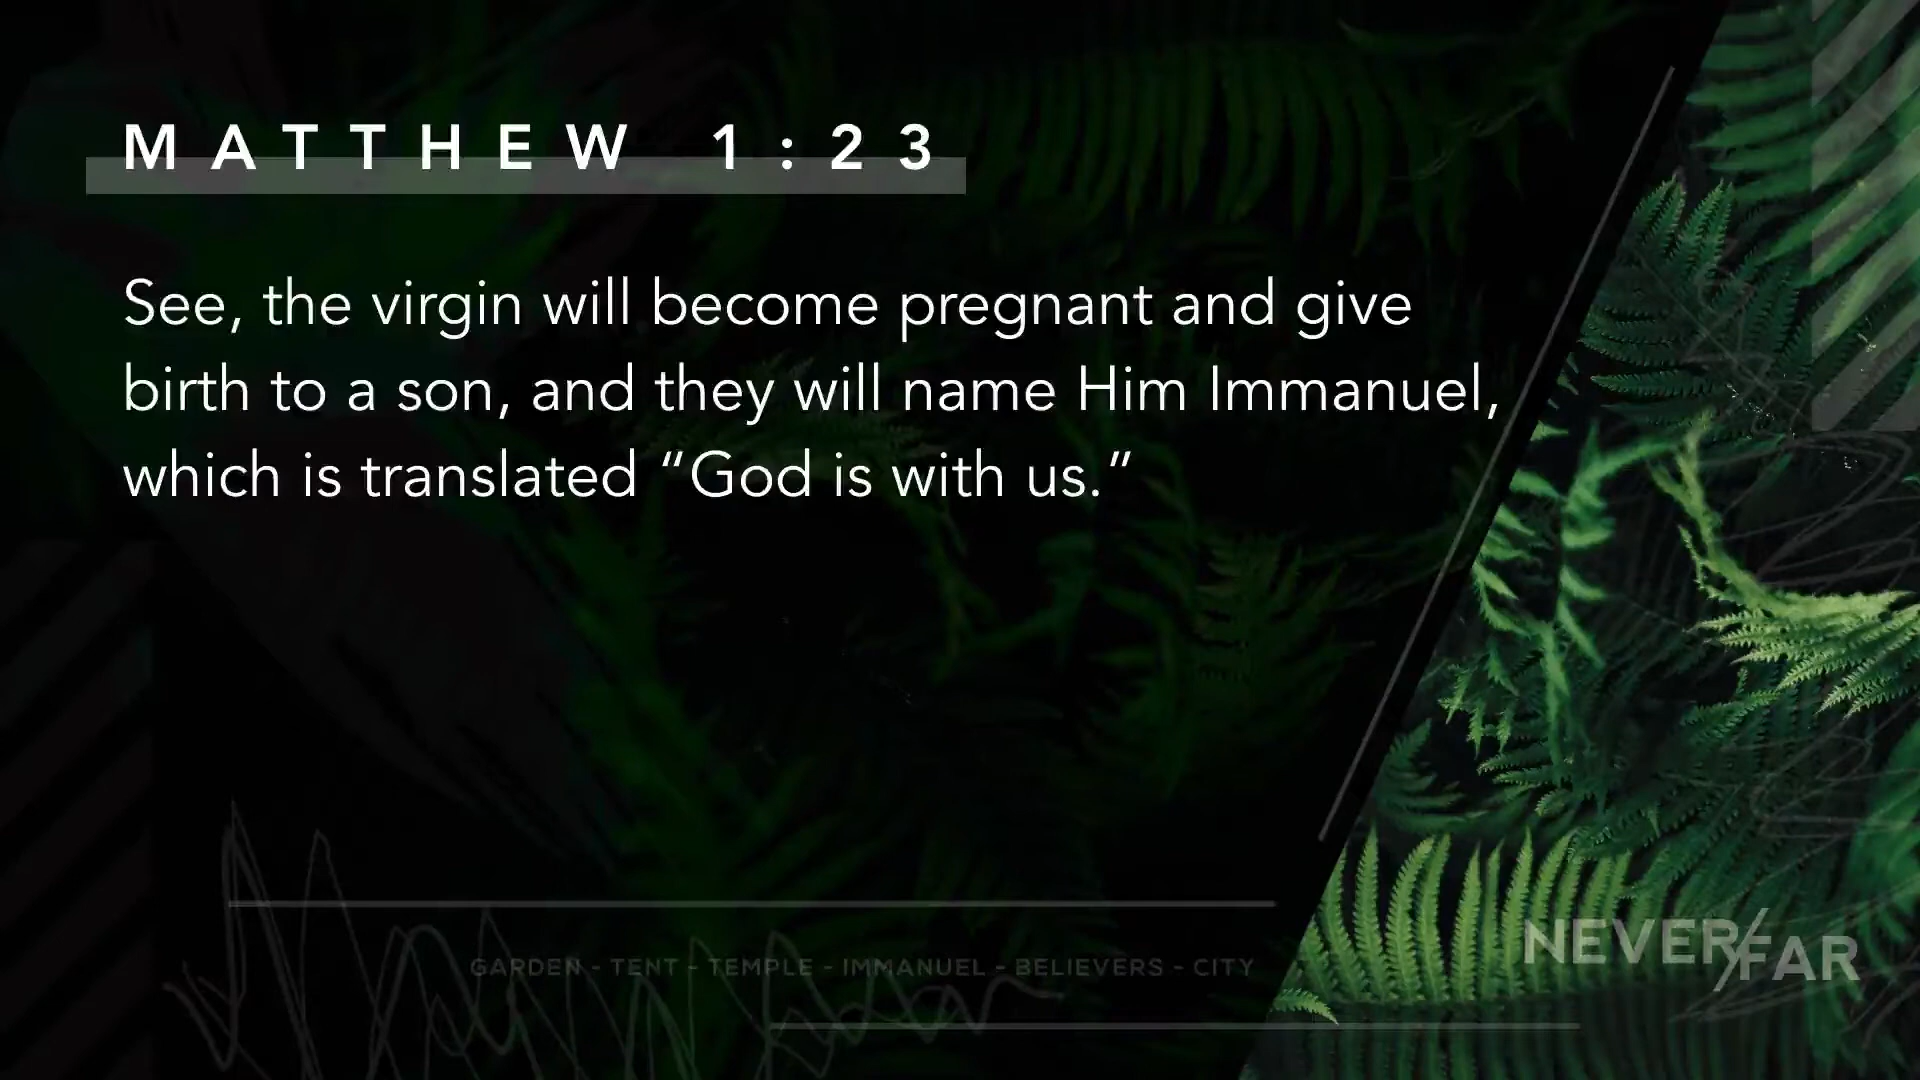 MATTHEW 1:23
See, the virgin will become pregnant and give
birth to a son, and they will name Him Immanuel,
which is translated “God is with us.”
GARDEN - TENT - TEMPLE - IMMANUEL - BELIEVERS - CITY
NEVER/FAR